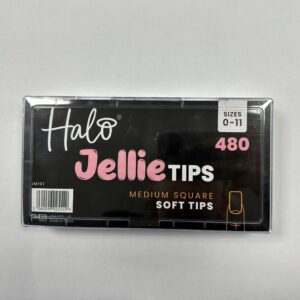 Halo®
SIZES
0-11
480
Jellie TIPS
MEDIUM SQUARE
SOFT TIPS